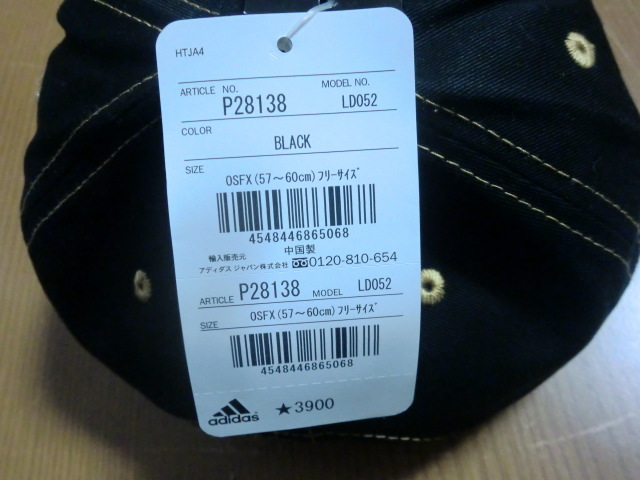 HTJA4
ARTICLE NO. P28138 MODEL NO. LD052
COLOR
BLACK
SIZE
OSFX(57～60cm)ﾌﾘｰｻｲｽﾞ
4548446865068
中国製
輸入販売元
アディダス ジャパン株式会社 0120-810-654
ARTICLE P28138 MODEL LD052
SIZE
OSFX(57～60cm)ﾌﾘｰｻｲｽﾞ
4548446865068
adidas ★3900